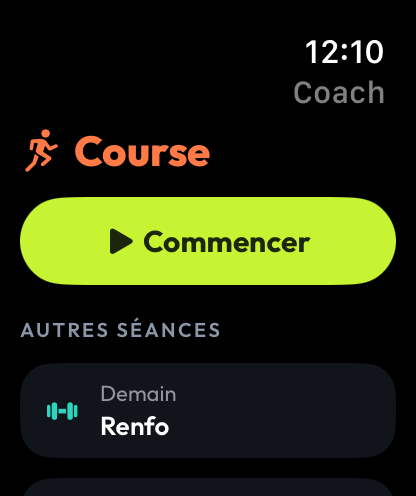 12:10
Coach
Course
Commencer
AUTRES SÉANCES
Demain
Renfo